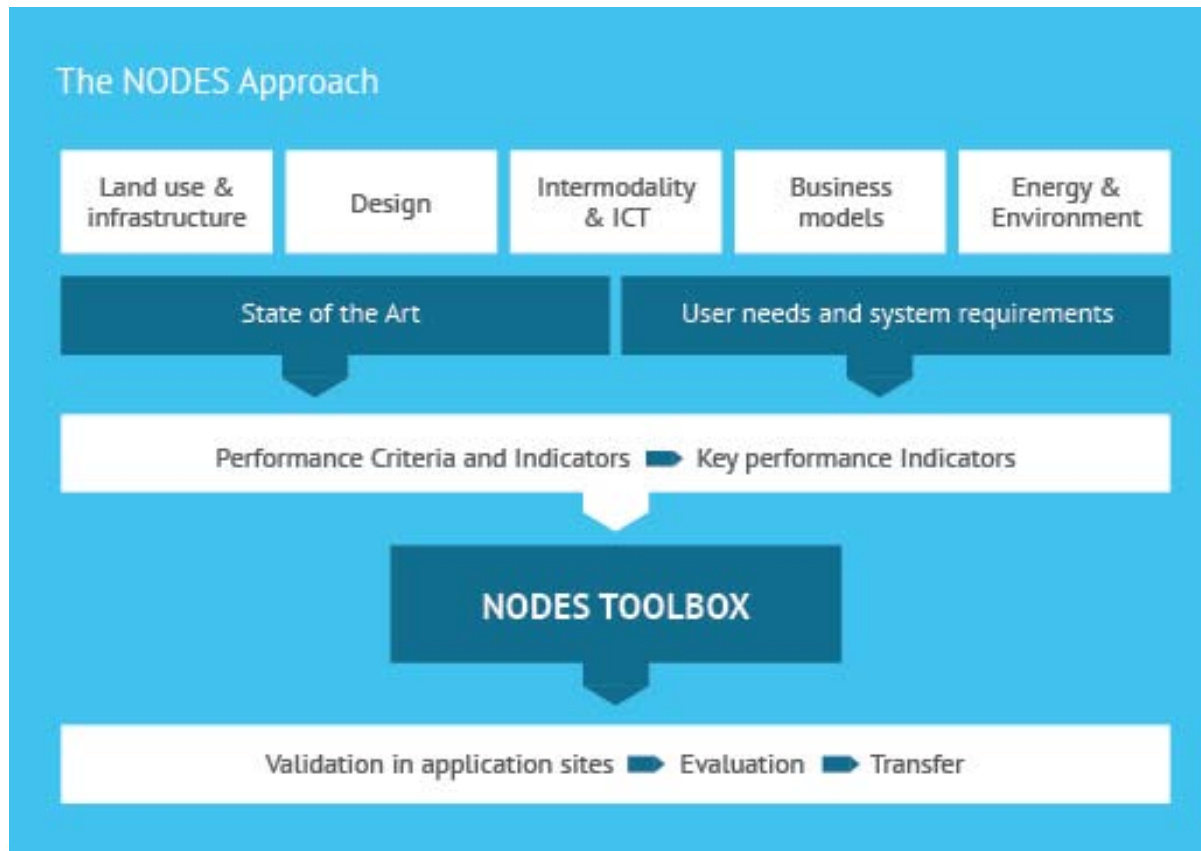 The NODES Approach
Land use &
infrastructure
Design
Intermodality
& ICT
Business
models
Energy &
Environment
State of the Art
User needs and system requirements
Performance Criteria and Indicators Key performance Indicators
NODES TOOLBOX
Validation in application sites Evaluation Transfer